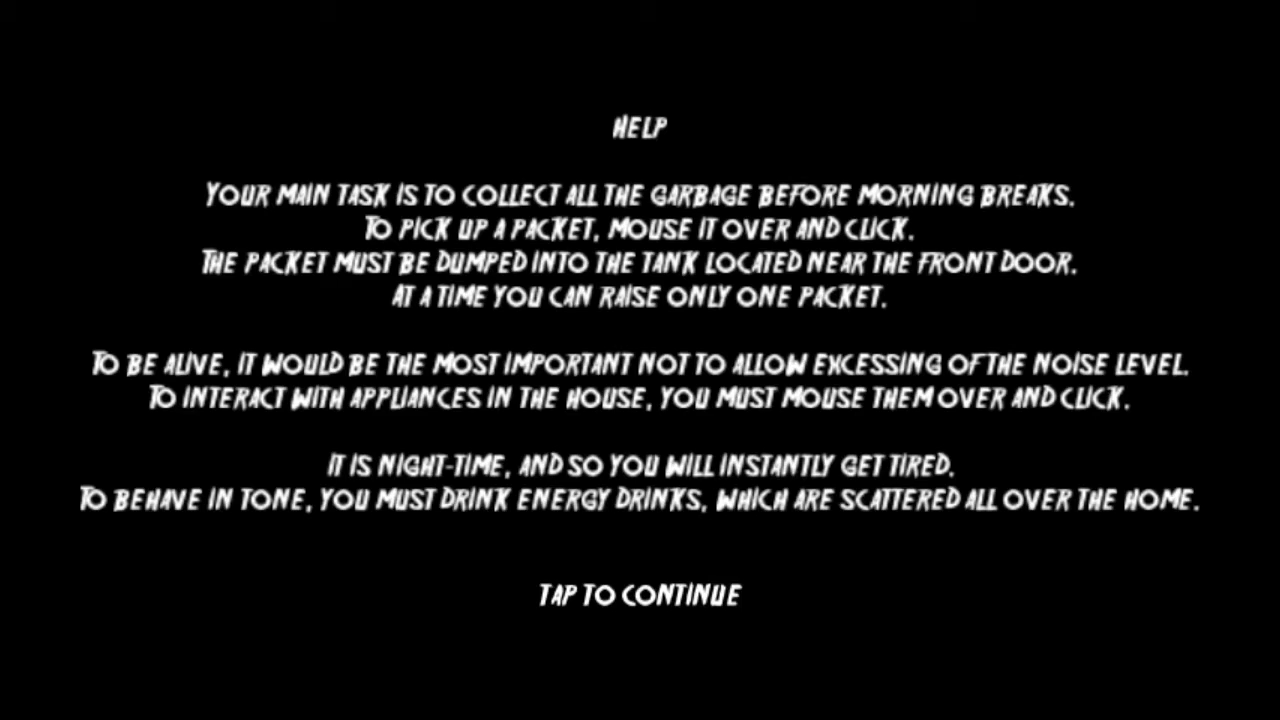 HELP
YOUR MAIN TASK IS TO COLLECT ALL THE GARBAGE BEFORE MORNING BREAKS.
TO PICK UP A PACKET, MOUSE IT OVER AND CLICK.
THE PACKET MUST BE DUMPED INTO THE TANK LOCATED NEAR THE FRONT DOOR.
AT A TIME YOU CAN RAISE ONLY ONE PACKET.
TO BE ALIVE, IT WOULD BE THE MOST IMPORTANT NOT TO ALLOW EXCESSING OF THE NOISE LEVEL.
TO INTERACT WITH APPLIANCES IN THE HOUSE, YOU MUST MOUSE THEM OVER AND CLICK.
IT IS NIGHT-TIME, AND SO YOU WILL INSTANTLY GET TIRED.
TO BEHAVE IN TONE, YOU MUST DRINK ENERGY DRINKS, WHICH ARE SCATTERED ALL OVER THE HOME.
TAP TO CONTINUE